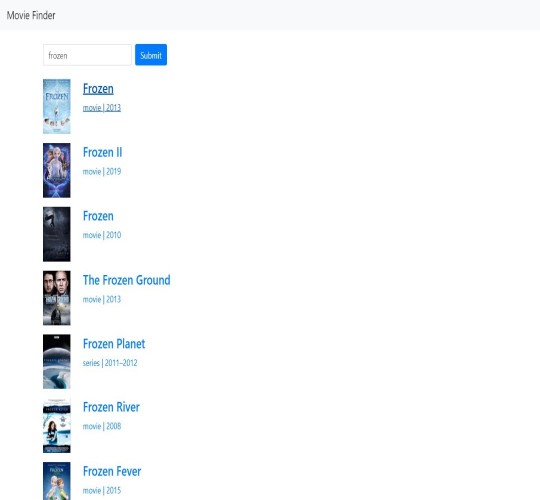 Movie Finder
frozen
Submit
FROZEN
Frozen
movie | 2013
Frozen II
movie | 2019
Frozen
movie | 2010
The Frozen Ground
movie | 2013
Frozen Planet
series | 2011–2012
Frozen River
movie | 2008
Frozen Fever
movie | 2015